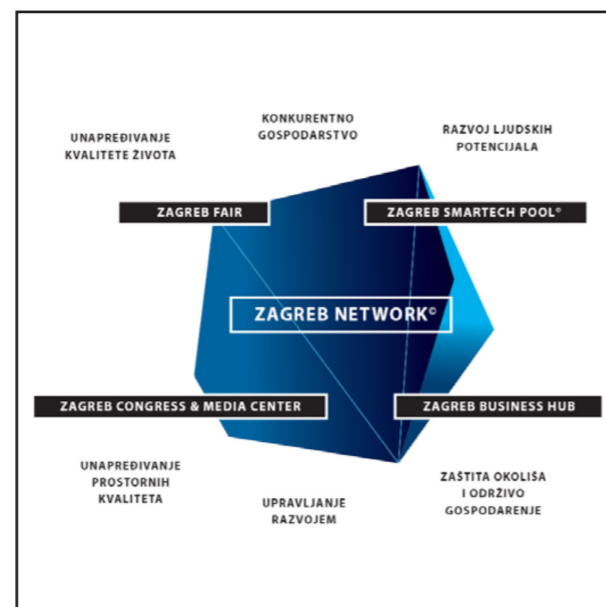 KONKURENTNO
GOSPODARSTVO
UNAPREĐIVANJE
KVALITETE ŽIVOTA
RAZVOJ LJUDSKIH
POTENCIJALA
ZAGREB FAIR
ZAGREB SMARTECH POOL©
ZAGREB NETWORK©
ZAGREB CONGRESS & MEDIA CENTER
ZAGREB BUSINESS HUB
UNAPREĐIVANJE
PROSTORNIH
KVALITETA
UPRAVLJANJE
RAZVOJEM
ZAŠTITA OKOLIŠA
I ODRŽIVO
GOSPODARENJE